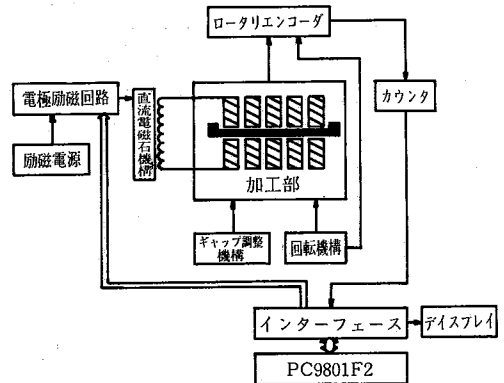 ロータリエンコーダ
電極励磁回路
直流電磁石機構
カウンタ
励磁電源
加工部
ギャップ調整
機構
回転機構
インターフェース
デイスプレイ
PC9801F2